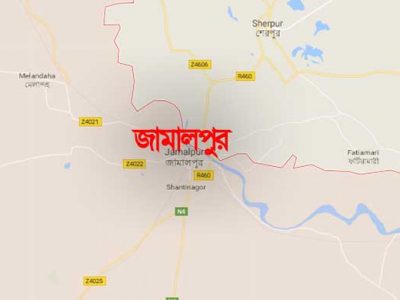 Sherpur
শেরপুর
Z4606
R460
Melandaha
মেলান্দহ
Z4021
জামালপুর
Jamalpur
জামালপুর
Fatiamari
ফটিয়ামারী
Z4022
R460
Shantinagor
N4
Z4025